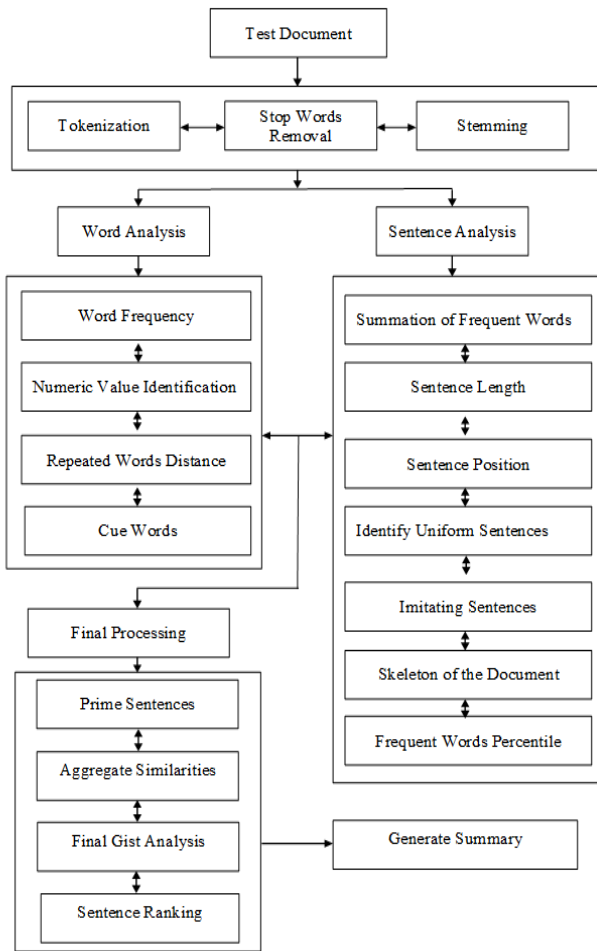 Test Document
Tokenization
Stop Words
Removal
Stemming
Word Analysis
Sentence Analysis
Word Frequency
Numeric Value Identification
Repeated Words Distance
Cue Words
Summation of Frequent Words
Sentence Length
Sentence Position
Identify Uniform Sentences
Imitating Sentences
Skeleton of the Document
Frequent Words Percentile
Final Processing
Prime Sentences
Aggregate Similarities
Final Gist Analysis
Sentence Ranking
Generate Summary